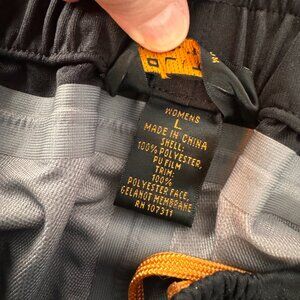 WOMENS
L
MADE IN CHINA
SHELL:
100% POLYESTER,
PU FILM
TRIM:
100%
POLYESTER FACE,
GELANOT MEMBRANE
RN 107311